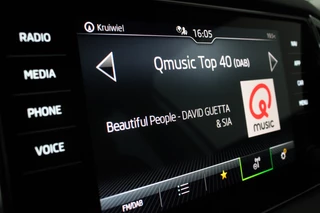 Kruiwiel
16:05
RADIO
Qmusic Top 40 (DAB)
MEDIA
PHONE
Beautiful People - DAVID GUETTA
& SIA
music
VOICE
FM/DAB